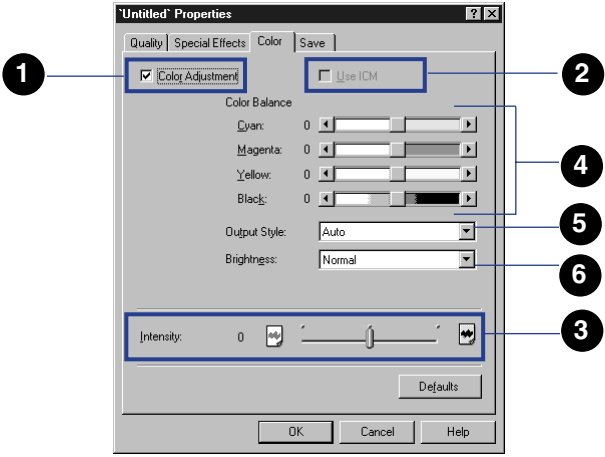 `Untitled` Properties ? ×
Quality Special Effects Color Save
1 Color Adjustment Use ICM 2
Color Balance
Cyan: 0
Magenta: 0
Yellow: 0
Black: 0
4
Output Style: Auto 5
Brightness: Normal 6
Intensity: 0 3
Defaults
OK Cancel Help